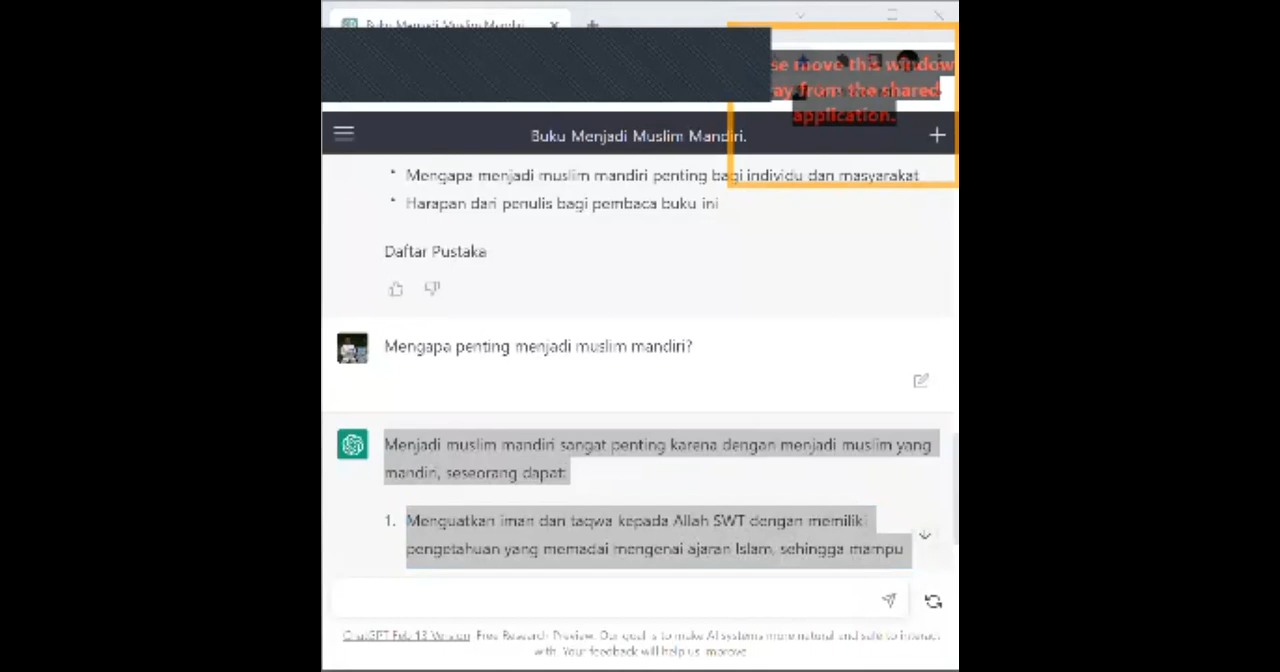 Buku Menjadi Muslim Mandiri
se move this window
ay from the shared
application.
Buku Menjadi Muslim Mandiri.
• Mengapa menjadi muslim mandiri penting bagi individu dan masyarakat
• Harapan dari penulis bagi pembaca buku ini
Daftar Pustaka
Mengapa penting menjadi muslim mandiri?
Menjadi muslim mandiri sangat penting karena dengan menjadi muslim yang
mandiri, seseorang dapat:
1. Menguatkan iman dan taqwa kepada Allah SWT dengan memiliki
pengetahuan yang memadai mengenai ajaran Islam, sehingga mampu
ChatGPT Feb 13 Version. Free Research Preview. Our goal is to make AI systems more natural and safe to interact
with. Your feedback will help us improve.